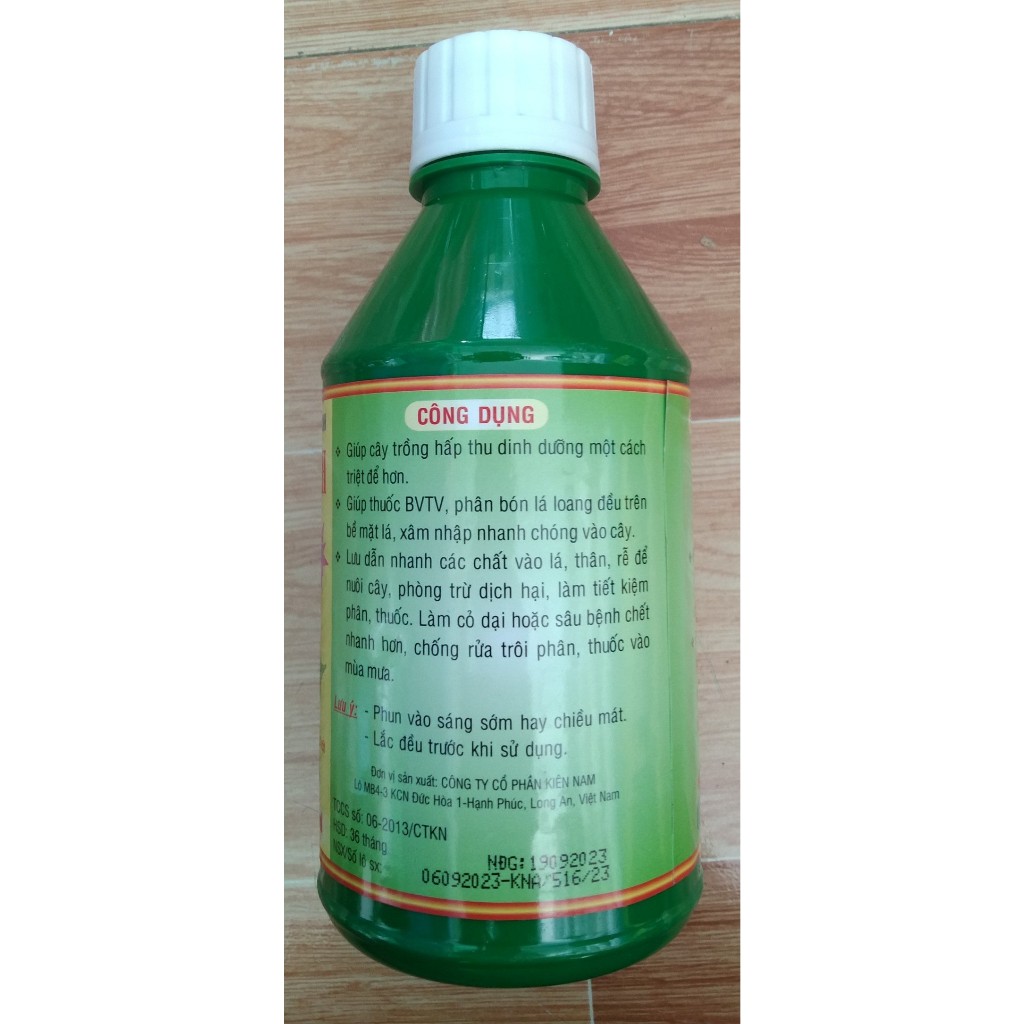 CÔNG DỤNG
❖ Giúp cây trồng hấp thu dinh dưỡng một cách
triệt để hơn.
❖ Giúp thuốc BVTV, phân bón lá loang đều trên
bề mặt lá, xâm nhập nhanh chóng vào cây.
❖ Lưu dẫn nhanh các chất vào lá, thân, rễ để
nuôi cây, phòng trừ dịch hại, làm tiết kiệm
phân, thuốc. Làm cỏ dại hoặc sâu bệnh chết
nhanh hơn, chống rửa trôi phân, thuốc vào
mùa mưa.
Lưu ý: - Phun vào sáng sớm hay chiều mát.
- Lắc đều trước khi sử dụng.
Đơn vị sản xuất: CÔNG TY CỔ PHẦN KIÊN NAM
Lô MB4-3 KCN Đức Hòa 1-Hạnh Phúc, Long An, Việt Nam
TCCS số: 06-2013/CTKN
HSD: 36 tháng
NSX/Số lô sx:
NĐG: 19092023
06092023-KNA/516/23